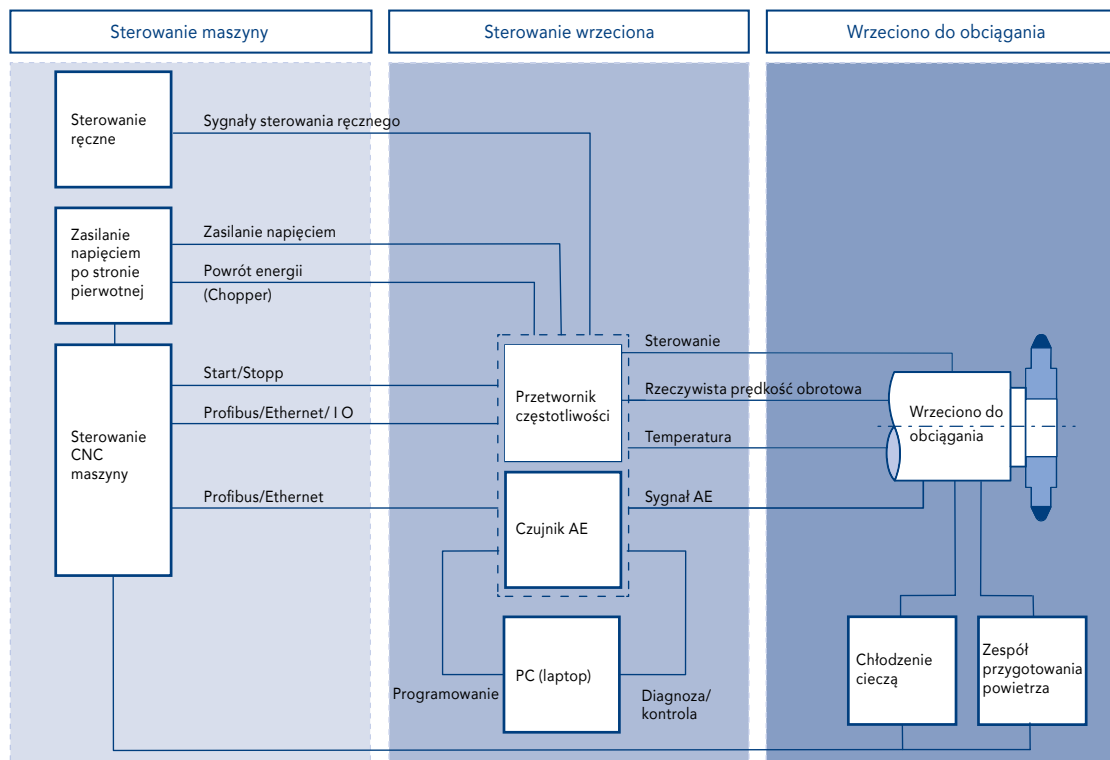 Sterowanie maszyny
Sterowanie wrzeciona
Wrzeciono do obciągania
Sterowanie
ręczne
Sygnały sterowania ręcznego
Zasilanie
napięciem
po stronie
pierwotnej
Zasilanie napięciem
Powrót energii
(Chopper)
Sterowanie
CNC
maszyny
Start/Stopp
Profibus/Ethernet/ I O
Profibus/Ethernet
Przetwornik
częstotliwości
Czujnik AE
PC (laptop)
Programowanie
Diagnoza/
kontrola
Sterowanie
Rzeczywista prędkość obrotowa
Temperatura
Sygnał AE
Wrzeciono do
obciągania
Chłodzenie
cieczą
Zespół
przygotowania
powietrza